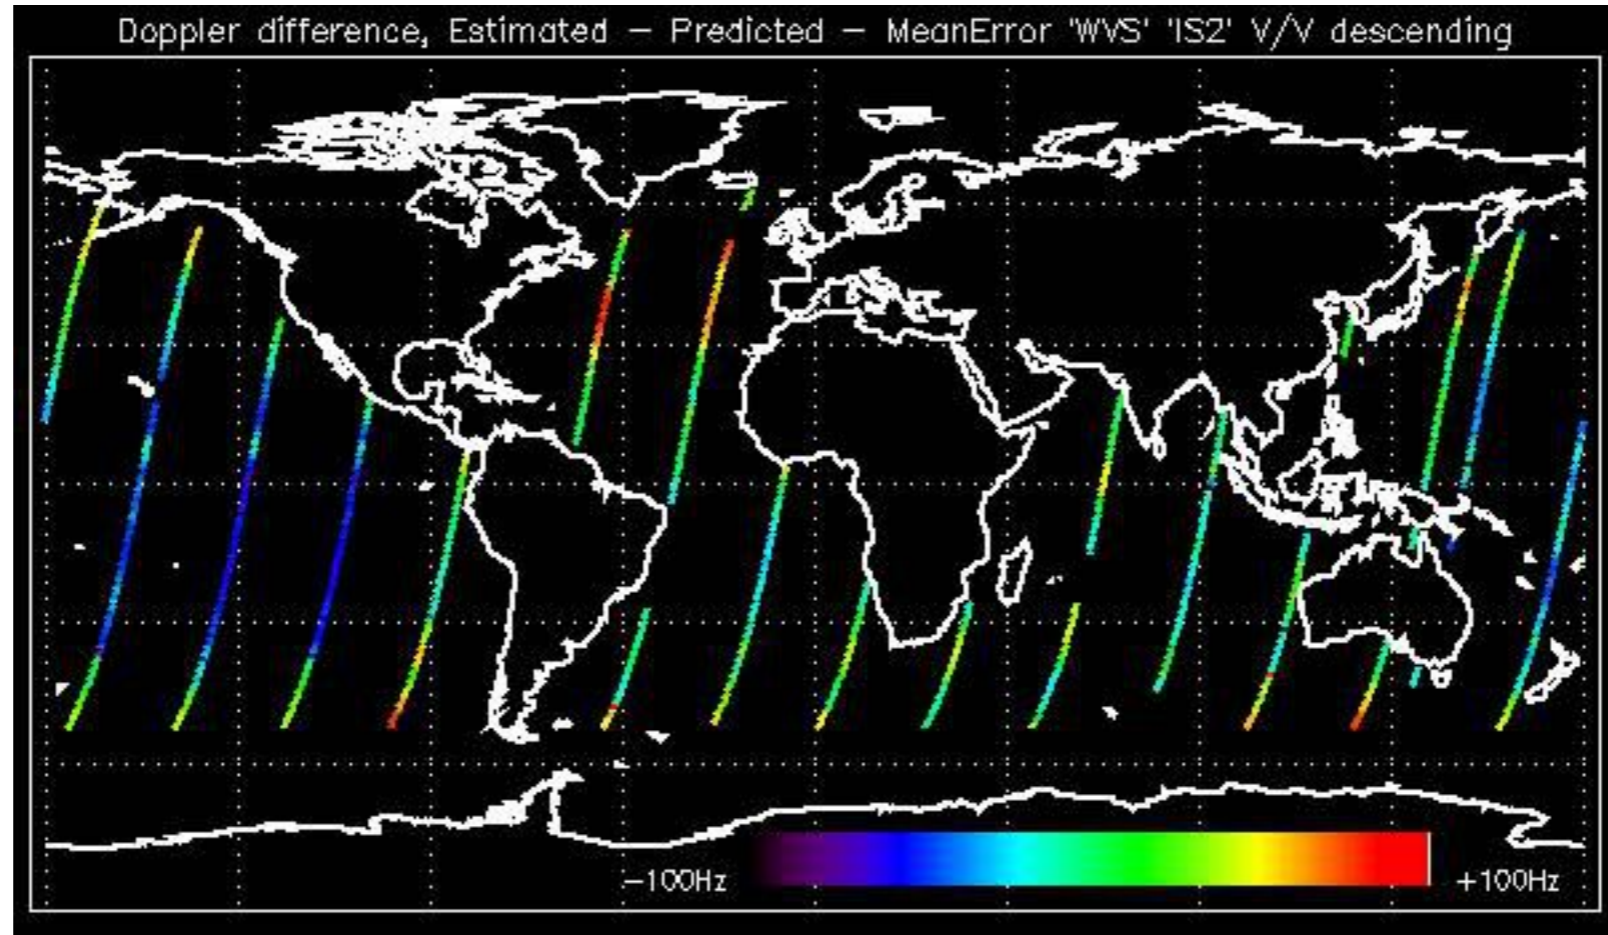 Doppler difference, Estimated – Predicted – MeanError 'WVS' 'IS2' V/V descending
–100Hz
+100Hz